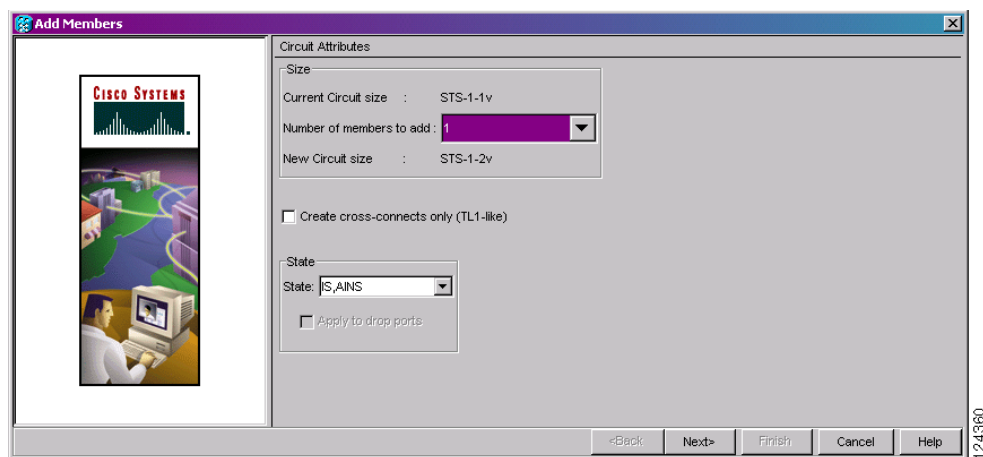 Add Members
CISCO SYSTEMS
Circuit Attributes
Size
Current Circuit size : STS-1-1v
Number of members to add : 1
New Circuit size : STS-1-2v
Create cross-connects only (TL1-like)
State
State: IS,AINS
Apply to drop ports
<Back Next> Finish Cancel Help
124360